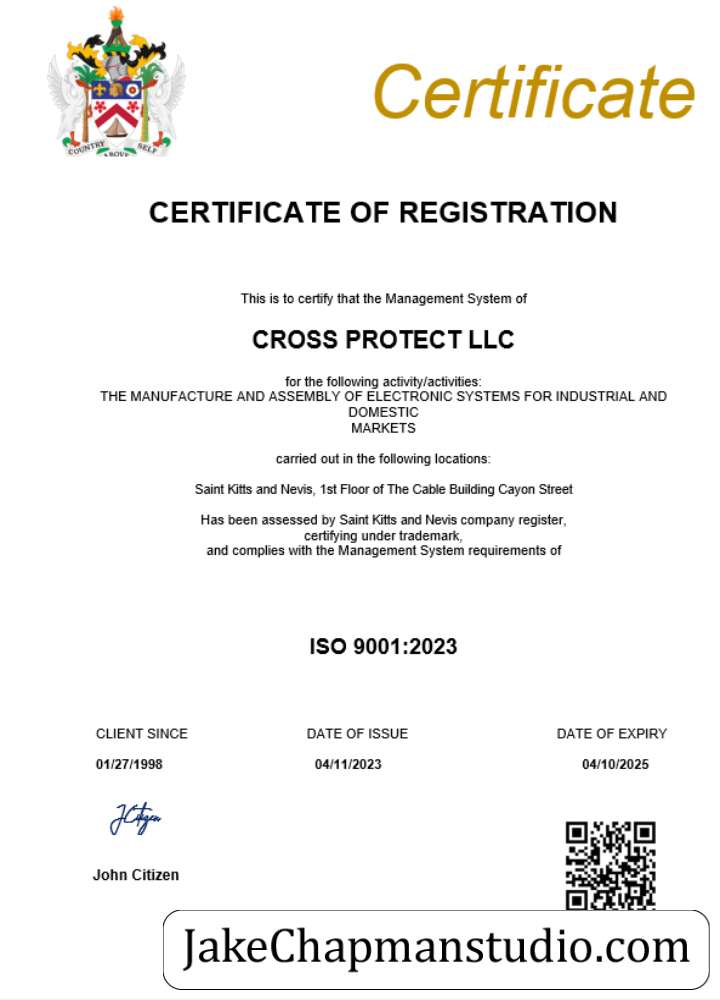 COUNTRY ABOVE SELF
Certificate
CERTIFICATE OF REGISTRATION
This is to certify that the Management System of
CROSS PROTECT LLC
for the following activity/activities:
THE MANUFACTURE AND ASSEMBLY OF ELECTRONIC SYSTEMS FOR INDUSTRIAL AND
DOMESTIC
MARKETS
carried out in the following locations:
Saint Kitts and Nevis, 1st Floor of The Cable Building Cayon Street
Has been assessed by Saint Kitts and Nevis company register,
certifying under trademark,
and complies with the Management System requirements of
ISO 9001:2023
CLIENT SINCE DATE OF ISSUE DATE OF EXPIRY
01/27/1998 04/11/2023 04/10/2025
JCitizen
John Citizen
JakeChapmanstudio.com